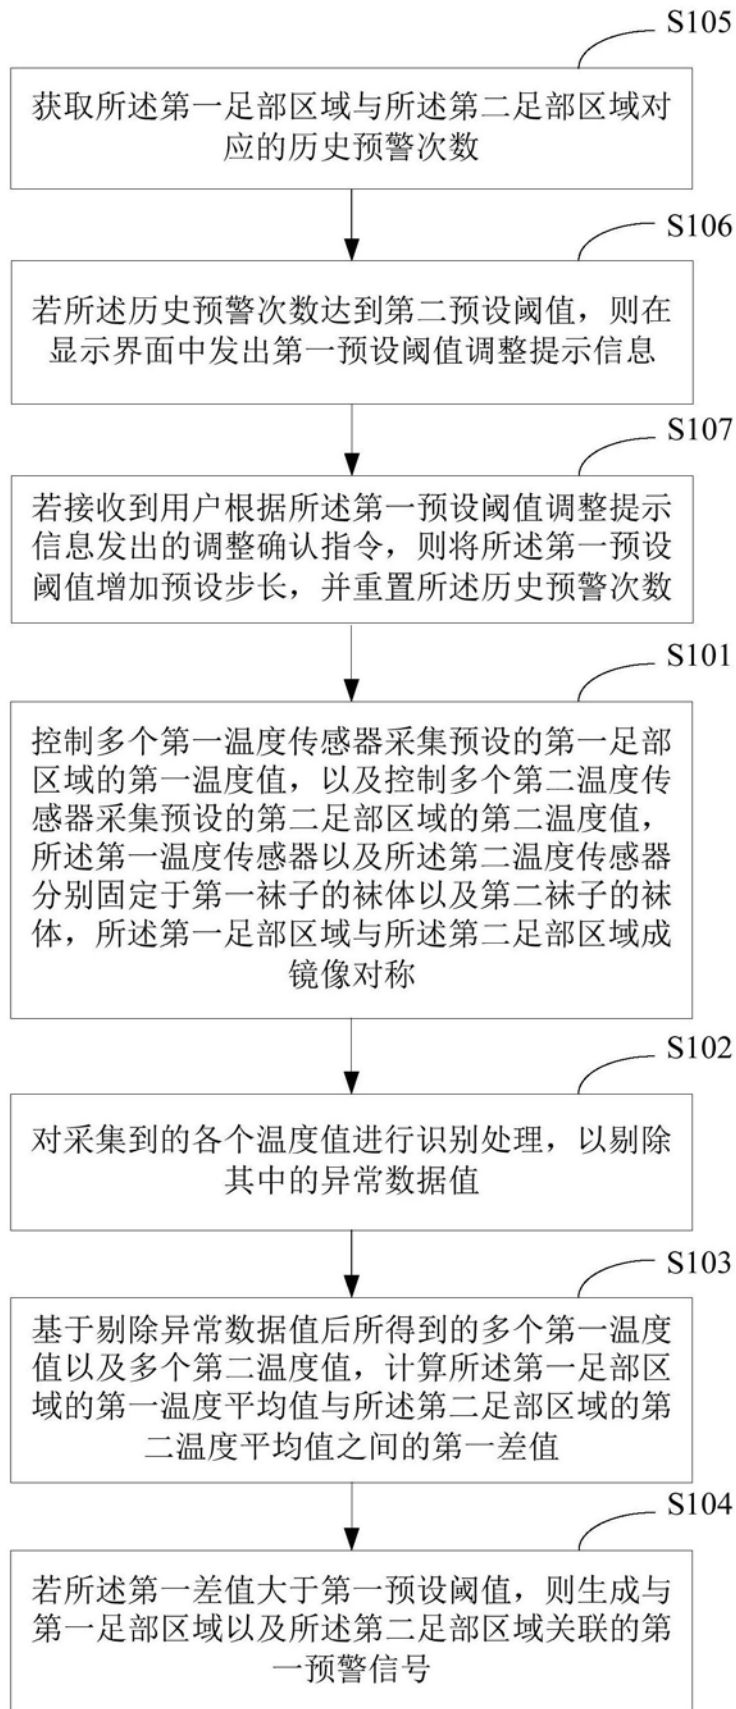 S105
获取所述第一足部区域与所述第二足部区域对
应的历史预警次数
S106
若所述历史预警次数达到第二预设阈值，则在
显示界面中发出第一预设阈值调整提示信息
S107
若接收到用户根据所述第一预设阈值调整提示
信息发出的调整确认指令，则将所述第一预设
阈值增加预设步长，并重置所述历史预警次数
S101
控制多个第一温度传感器采集预设的第一足部
区域的第一温度值，以及控制多个第二温度传
感器采集预设的第二足部区域的第二温度值，
所述第一温度传感器以及所述第二温度传感器
分别固定于第一袜子的袜体以及第二袜子的袜
体，所述第一足部区域与所述第二足部区域成
镜像对称
S102
对采集到的各个温度值进行识别处理，以剔除
其中的异常数据值
S103
基于剔除异常数据值后所得到的多个第一温度
值以及多个第二温度值，计算所述第一足部区
域的第一温度平均值与所述第二足部区域的第
二温度平均值之间的第一差值
S104
若所述第一差值大于第一预设阈值，则生成与
第一足部区域以及所述第二足部区域关联的第
一预警信号